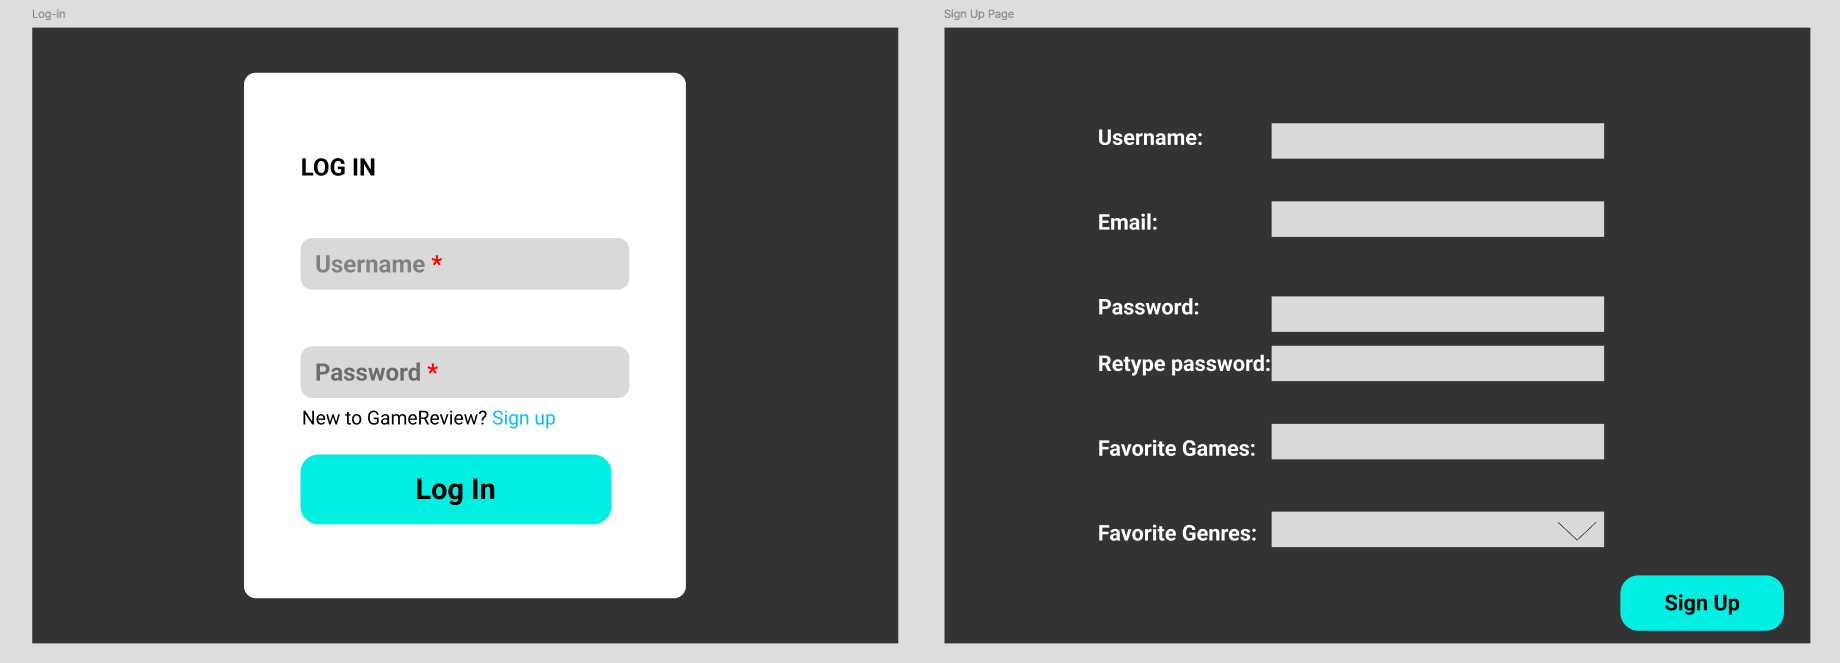 Log-in
LOG IN
Username *
Password *
New to GameReview? Sign up
Log In
Sign Up Page
Username:
Email:
Password:
Retype password:
Favorite Games:
Favorite Genres:
Sign Up